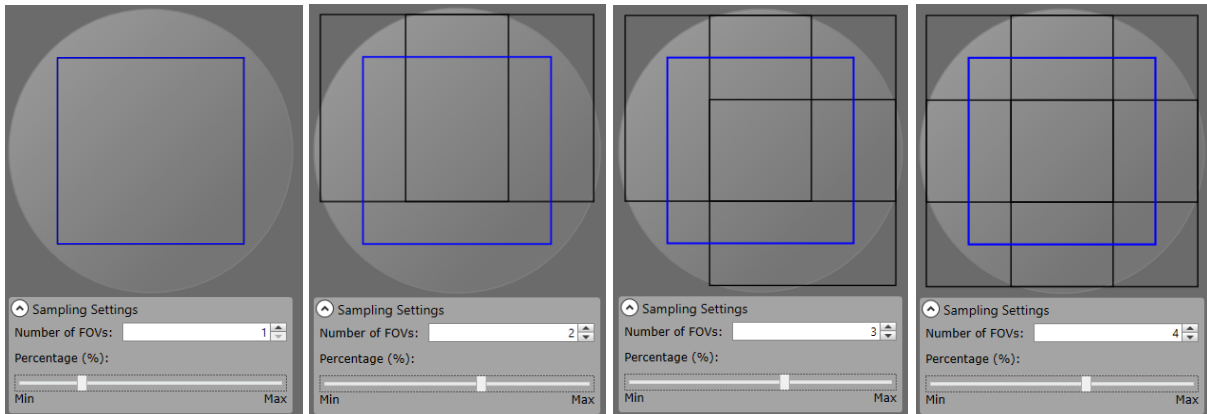 Sampling Settings
Number of FOVs: 1
Percentage (%):
Min Max
Sampling Settings
Number of FOVs: 2
Percentage (%):
Min Max
Sampling Settings
Number of FOVs: 3
Percentage (%):
Min Max
Sampling Settings
Number of FOVs: 4
Percentage (%):
Min Max